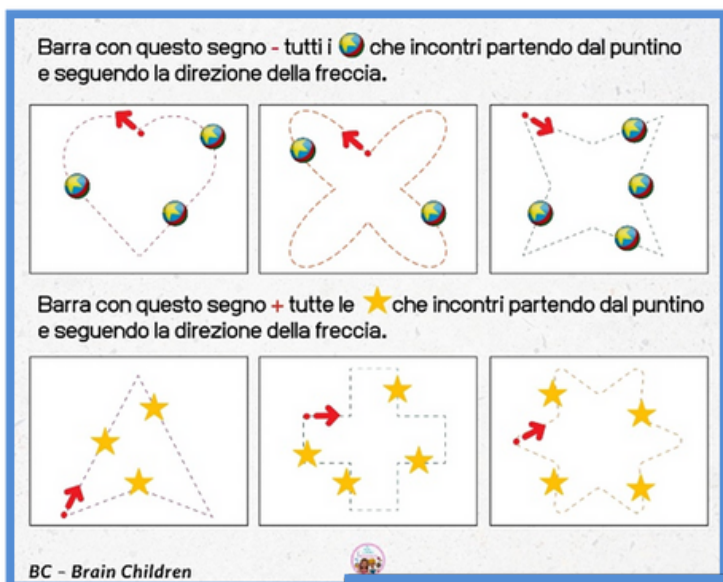 Barra con questo segno - tutti i che incontri partendo dal puntino
e seguendo la direzione della freccia.
Barra con questo segno + tutte le che incontri partendo dal puntino
e seguendo la direzione della freccia.
BC - Brain Children